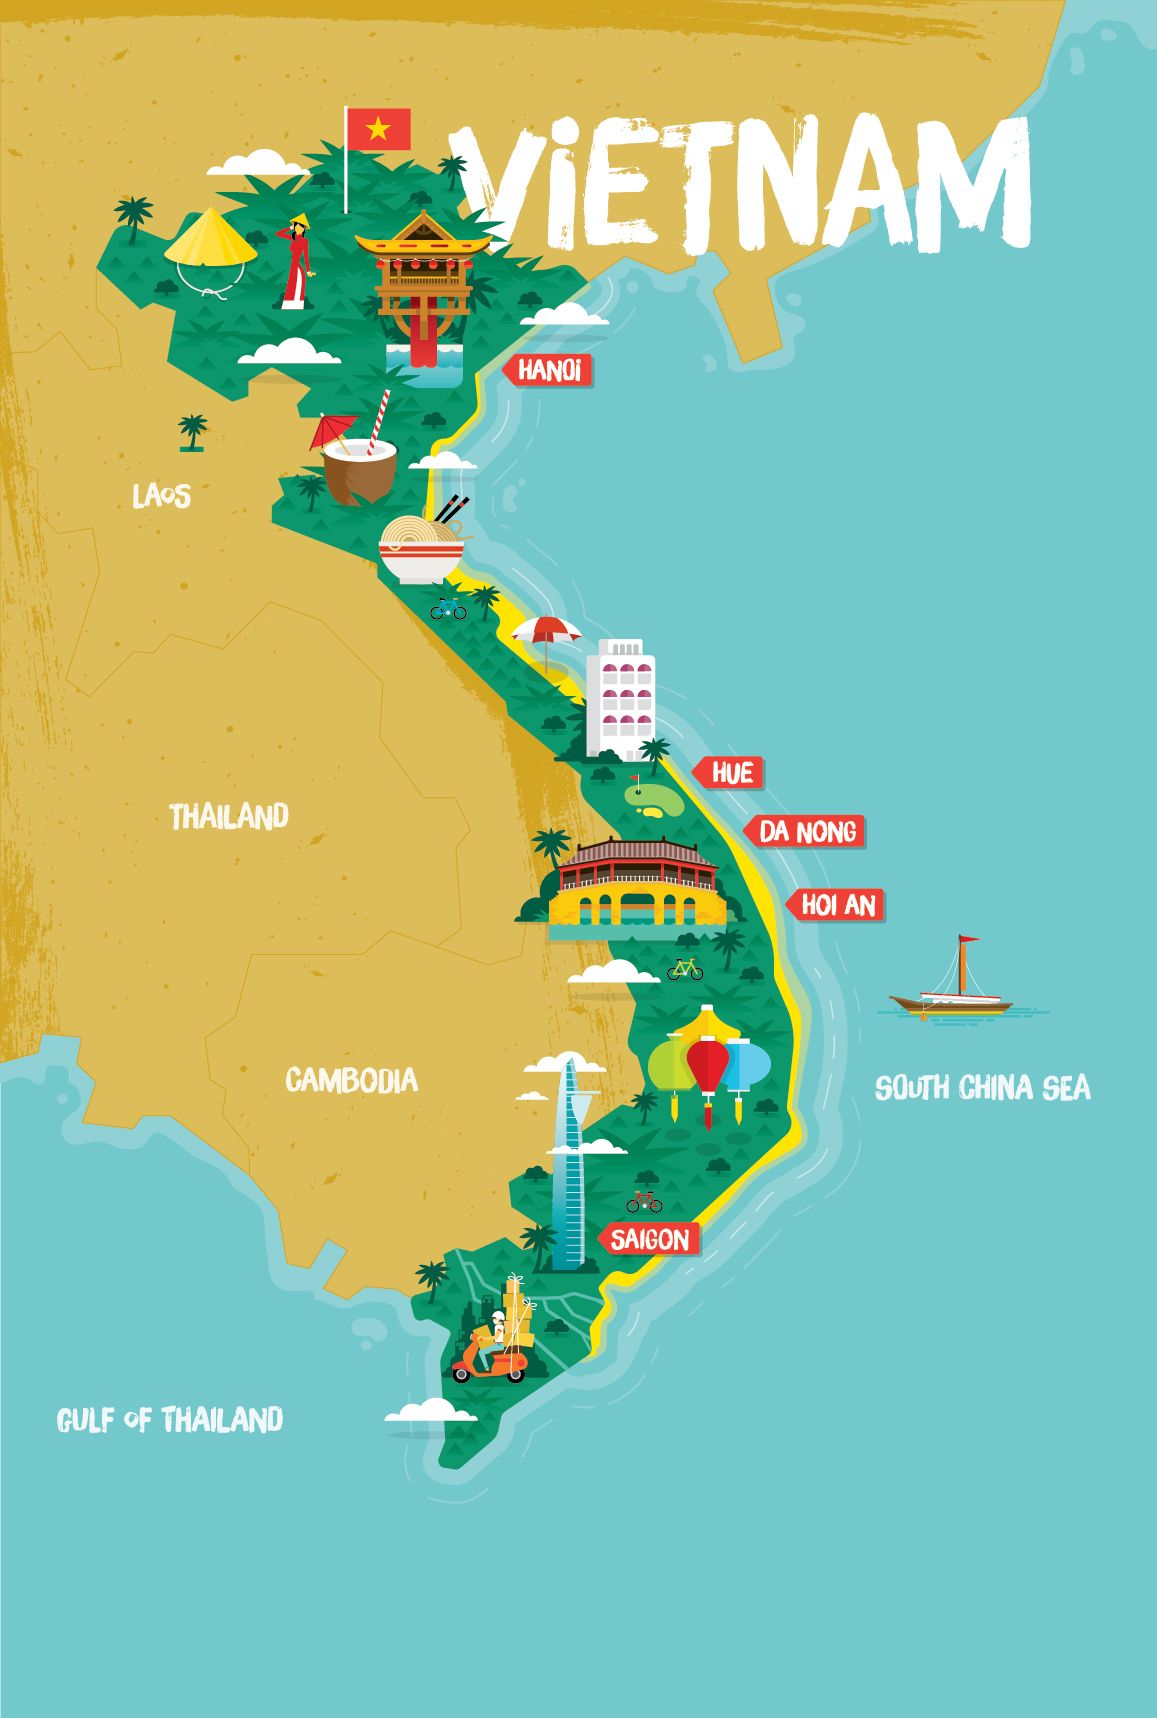 ViETNAM
HANOi
LAOS
HUE
THAILAND
DA NONG
HOI AN
CAMBODIA
SOUTH CHINA SEA
SAIGON
GULF OF THAILAND